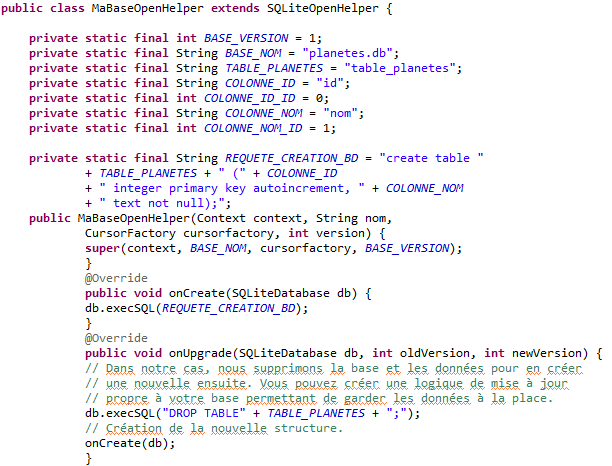 public class MaBaseOpenHelper extends SQLiteOpenHelper {
private static final int BASE_VERSION = 1;
private static final String BASE_NOM = "planetes.db";
private static final String TABLE_PLANETES = "table_planetes";
private static final String COLONNE_ID = "id";
private static final int COLONNE_ID_ID = 0;
private static final String COLONNE_NOM = "nom";
private static final int COLONNE_NOM_ID = 1;
private static final String REQUETE_CREATION_BD = "create table "
+ TABLE_PLANETES + " (" + COLONNE_ID
+ " integer primary key autoincrement, " + COLONNE_NOM
+ " text not null);";
public MaBaseOpenHelper(Context context, String nom,
CursorFactory cursorfactory, int version) {
super(context, BASE_NOM, cursorfactory, BASE_VERSION);
}
@Override
public void onCreate(SQLiteDatabase db) {
db.execSQL(REQUETE_CREATION_BD);
}
@Override
public void onUpgrade(SQLiteDatabase db, int oldVersion, int newVersion) {
// Dans notre cas, nous supprimons la base et les données pour en créer
// une nouvelle ensuite. Vous pouvez créer une logique de mise à jour
// propre à votre base permettant de garder les données à la place.
db.execSQL("DROP TABLE" + TABLE_PLANETES + ";");
// Création de la nouvelle structure.
onCreate(db);
}